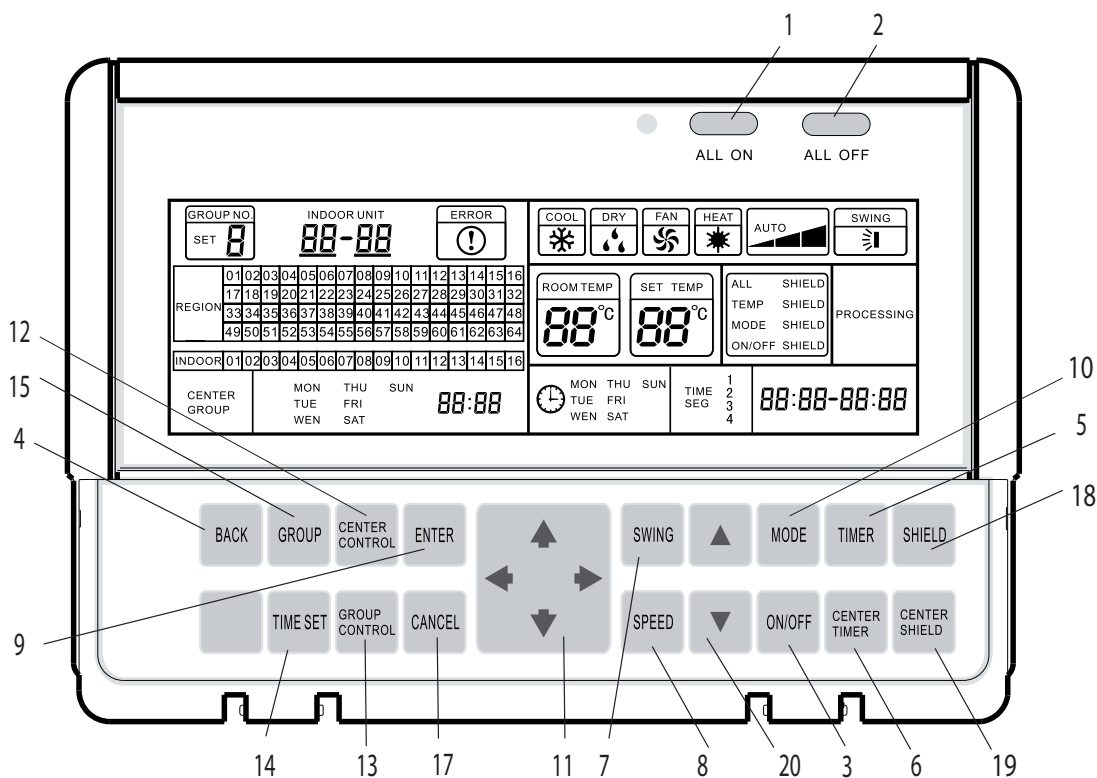 1 2
ALL ON ALL OFF
GROUP NO. INDOOR UNIT ERROR
SET 8 88-88
COOL DRY FAN HEAT AUTO SWING
REGION
01 02 03 04 05 06 07 08 09 10 11 12 13 14 15 16
17 18 19 20 21 22 23 24 25 26 27 28 29 30 31 32
33 34 35 36 37 38 39 40 41 42 43 44 45 46 47 48
49 50 51 52 53 54 55 56 57 58 59 60 61 62 63 64
INDOOR 01 02 03 04 05 06 07 08 09 10 11 12 13 14 15 16
ROOM TEMP SET TEMP
88°C 88°C
ALL SHIELD
TEMP SHIELD
MODE SHIELD
ON/OFF SHIELD
PROCESSING
CENTER
GROUP
MON THU SUN
TUE FRI
WEN SAT
88:88
MON THU SUN
TUE FRI
WEN SAT
TIME
SEG
1
2
3
4
88:88-88:88
12
15
4
10
5
18
BACK GROUP CENTER CONTROL ENTER SWING ▲ MODE TIMER SHIELD
TIME SET GROUP CONTROL CANCEL SPEED ▼ ON/OFF CENTER TIMER CENTER SHIELD
9
14 13 17 11 7 8 20 3 6 19